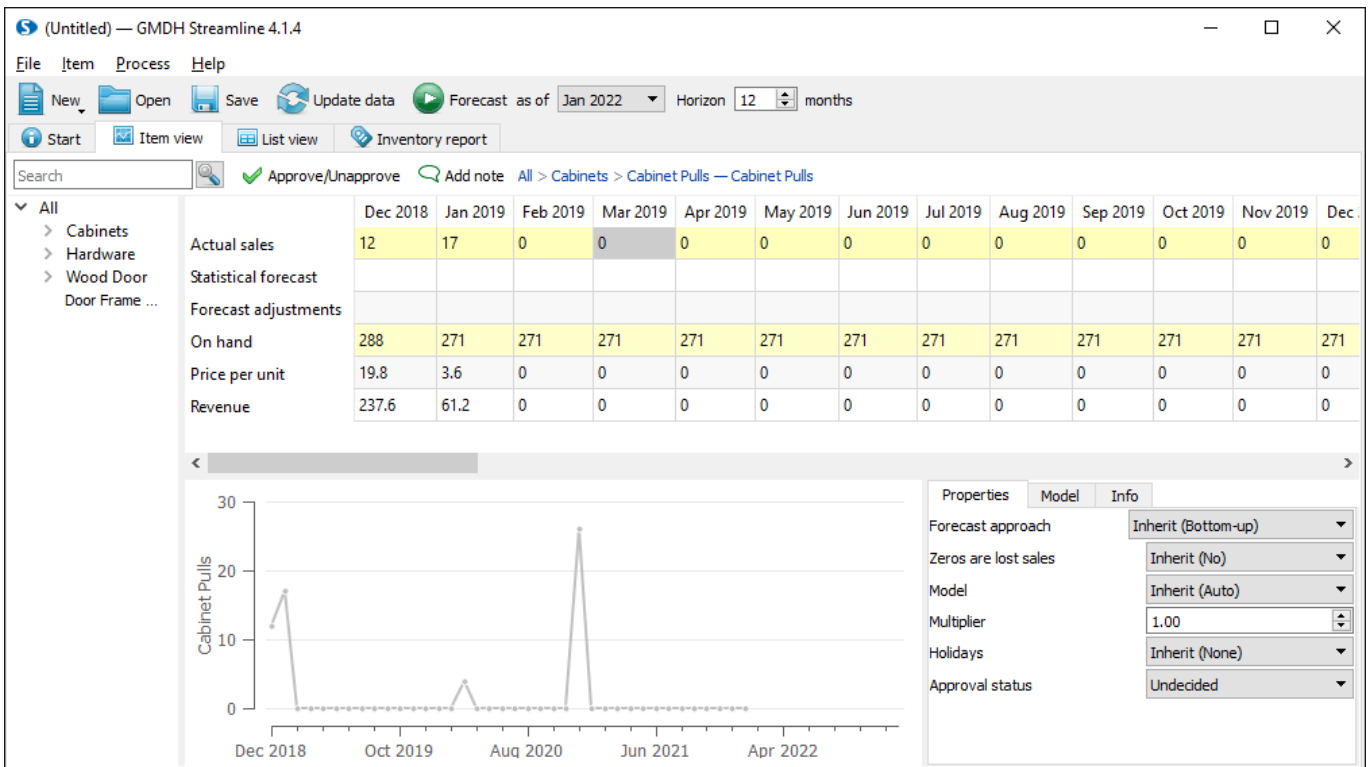 (Untitled) — GMDH Streamline 4.1.4
File Item Process Help
New Open Save Update data Forecast as of Jan 2022 Horizon 12 months
Start Item view List view Inventory report
Search Approve/Unapprove Add note All > Cabinets > Cabinet Pulls — Cabinet Pulls
All
Cabinets
Hardware
Wood Door
Door Frame ...
Dec 2018 Jan 2019 Feb 2019 Mar 2019 Apr 2019 May 2019 Jun 2019 Jul 2019 Aug 2019 Sep 2019 Oct 2019 Nov 2019 Dec
Actual sales 12 17 0 0 0 0 0 0 0 0 0 0 0
Statistical forecast
Forecast adjustments
On hand 288 271 271 271 271 271 271 271 271 271 271 271 271
Price per unit 19.8 3.6 0 0 0 0 0 0 0 0 0 0 0
Revenue 237.6 61.2 0 0 0 0 0 0 0 0 0 0 0
30
20
10
0
Cabinet Pulls
Dec 2018 Oct 2019 Aug 2020 Jun 2021 Apr 2022
Properties Model Info
Forecast approach Inherit (Bottom-up)
Zeros are lost sales Inherit (No)
Model Inherit (Auto)
Multiplier 1.00
Holidays Inherit (None)
Approval status Undecided